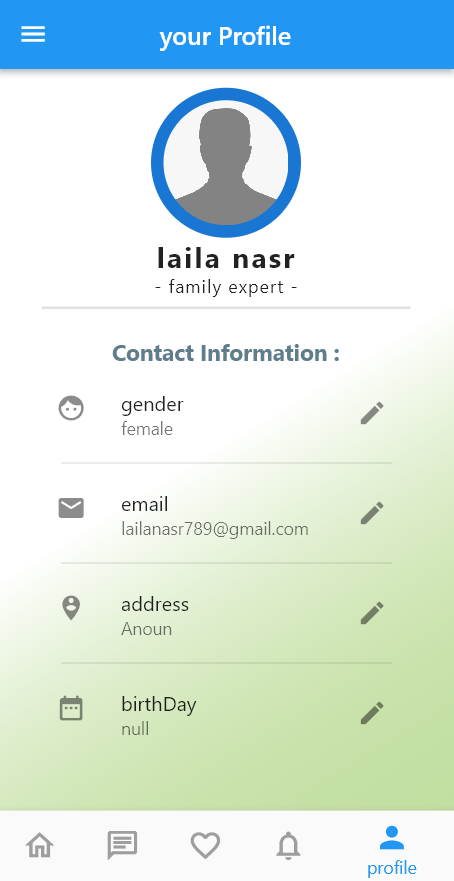 your Profile
laila nasr
- family expert -
Contact Information :
gender
female
email
lailanasr789@gmail.com
address
Anoun
birthDay
null
profile